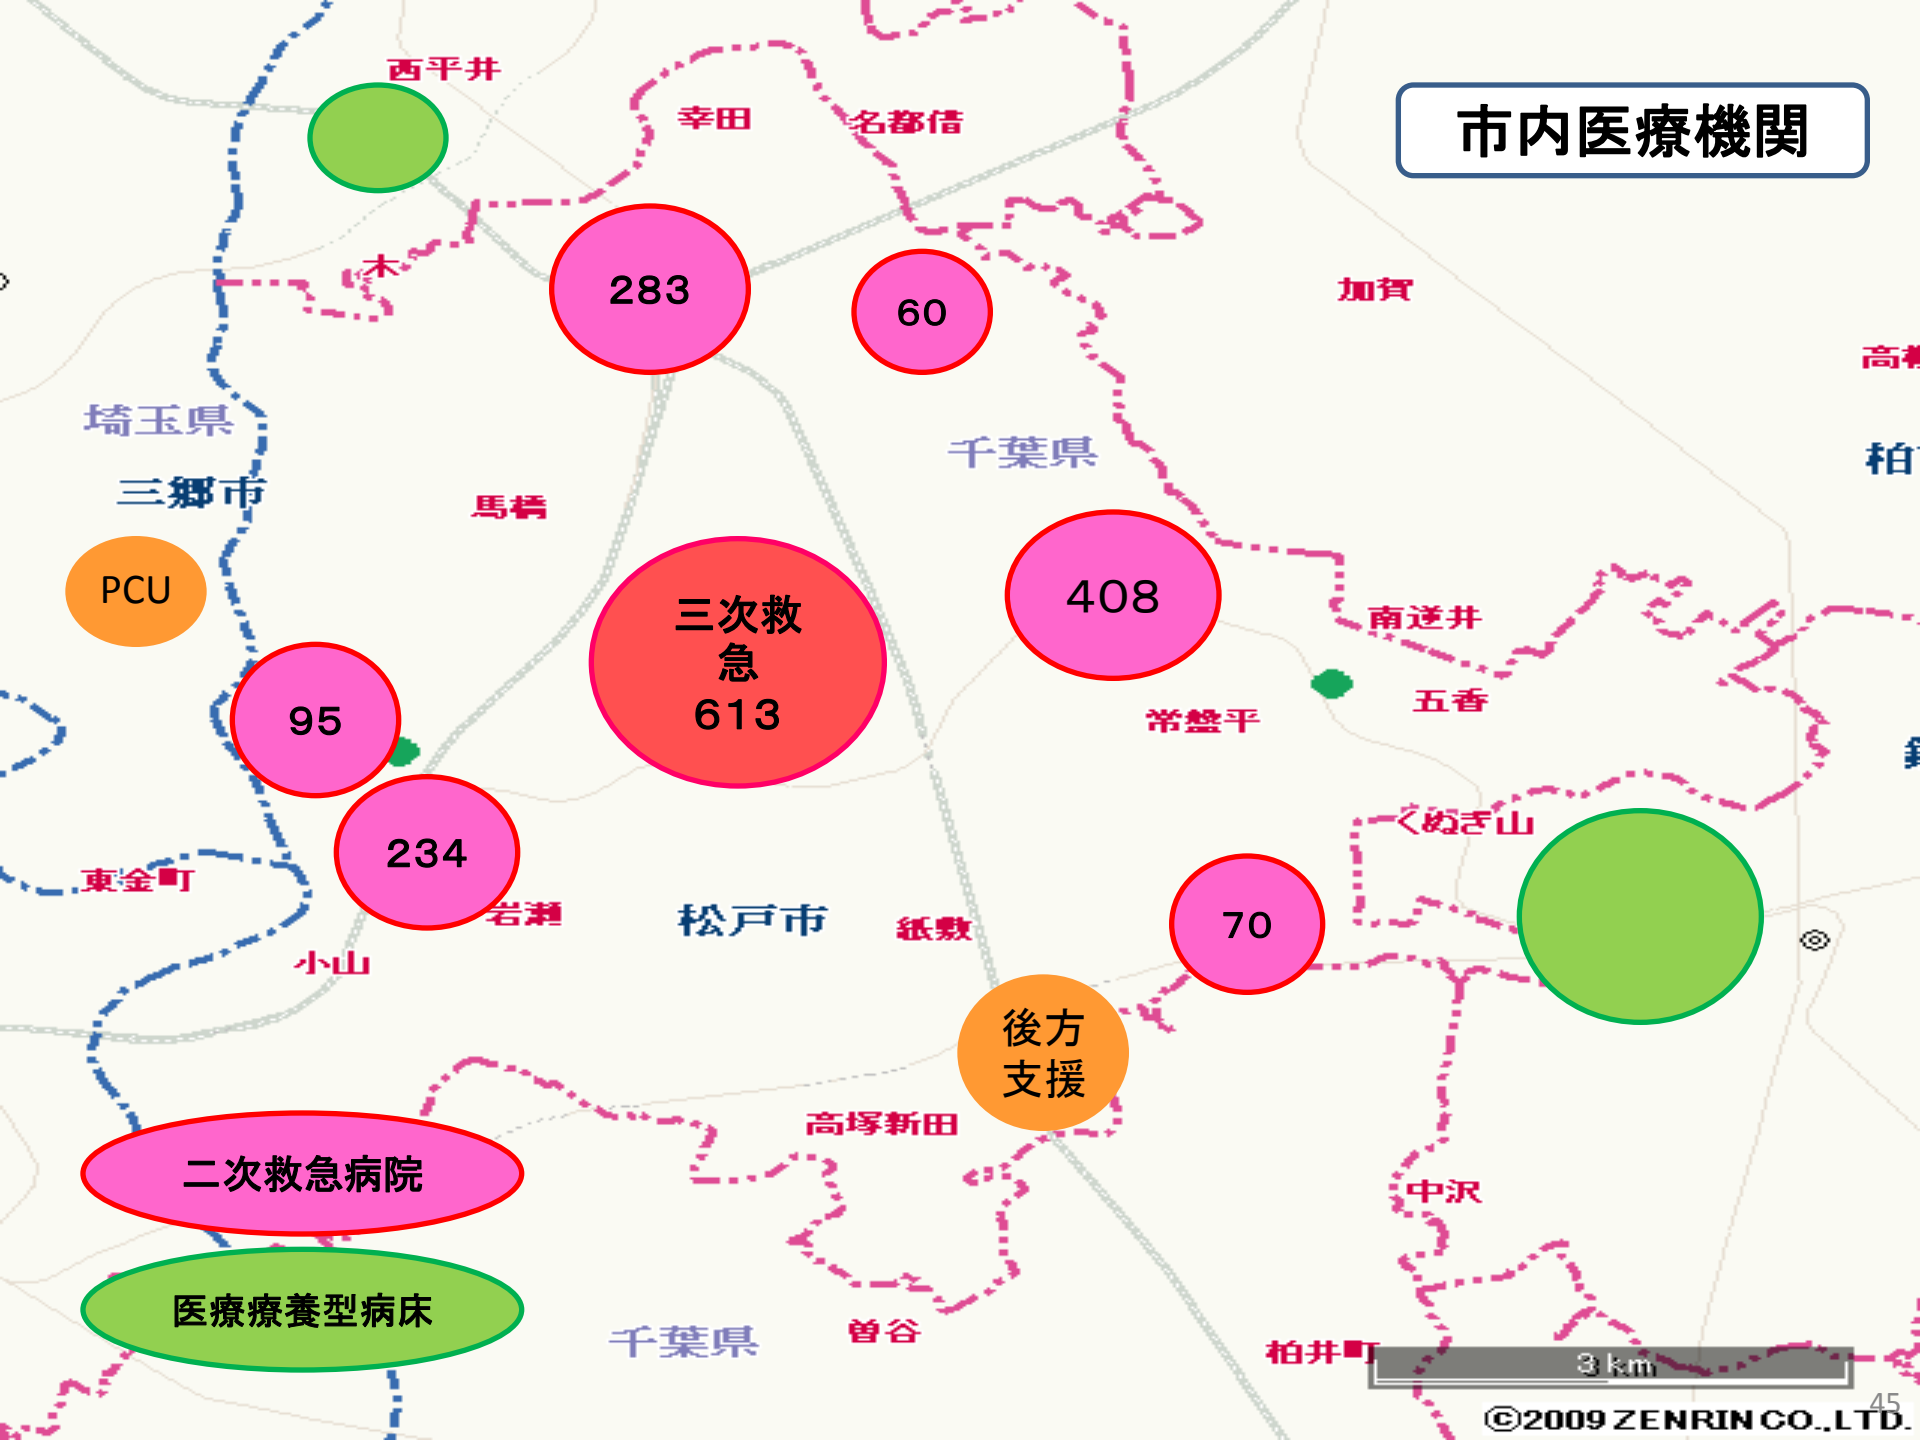 西平井
幸田
名都借
市内医療機関
木
283
60
加賀
埼玉県
千葉県
三郷市
馬橋
PCU
408
三次救
急
613
南逆井
五香
常盤平
95
くぬぎ山
234
東金町
岩瀬
松戸市
紙敷
70
小山
後方
支援
高塚新田
二次救急病院
中沢
医療療養型病床
千葉県
曽谷
柏井町
3 km
45
©2009 ZENRIN CO.,LTD.